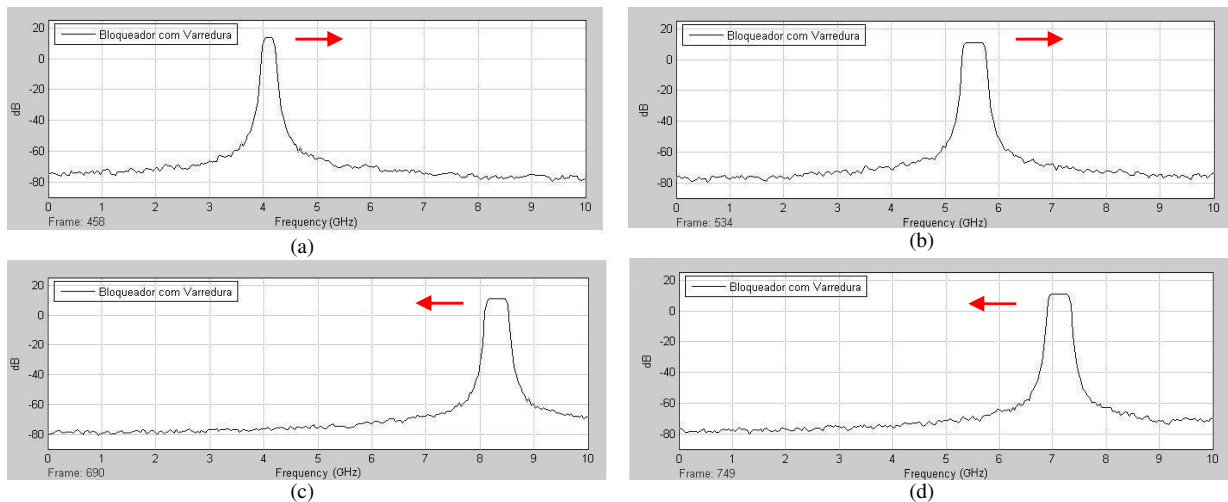 20
0
-20
-40
-60
-80
dB
Bloqueador com Varredura
0 1 2 3 4 5 6 7 8 9 10
Frame: 458
Frequency (GHz)
(a)
20
0
-20
-40
-60
-80
dB
Bloqueador com Varredura
0 1 2 3 4 5 6 7 8 9 10
Frame: 534
Frequency (GHz)
(b)
20
0
-20
-40
-60
-80
dB
Bloqueador com Varredura
0 1 2 3 4 5 6 7 8 9 10
Frame: 690
Frequency (GHz)
(c)
20
0
-20
-40
-60
-80
dB
Bloqueador com Varredura
0 1 2 3 4 5 6 7 8 9 10
Frame: 749
Frequency (GHz)
(d)